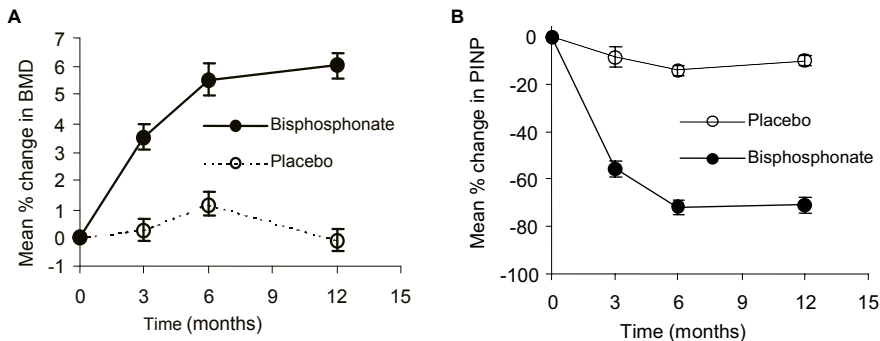 A
Mean % change in BMD
7
6
5
4
3
2
1
0
-1
0 3 6 9 12 15
Time (months)
Bisphosphonate
Placebo
B
Mean % change in PINP
0
-20
-40
-60
-80
-100
0 3 6 9 12 15
Time (months)
Placebo
Bisphosphonate